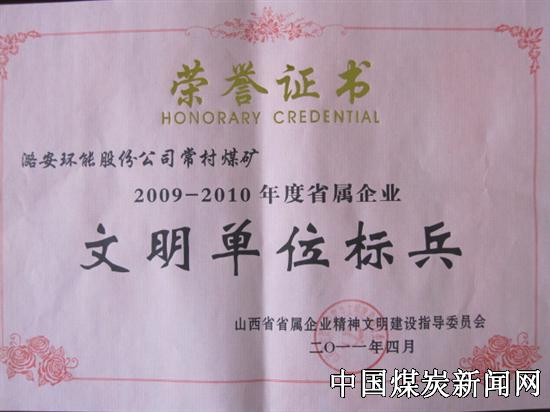 荣誉证书
HONORARY CREDENTIAL
潞安环能股份公司常村煤矿
2009-2010年度省属企业
文明单位标兵
山西省省属企业精神文明建设指导委员会
二〇一一年四月
中国煤炭新闻网